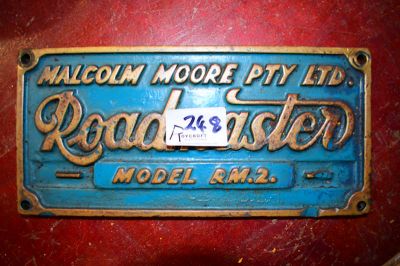 MALCOLM MOORE PTY LTD.
Roadmaster
248
MODEL RM.2.